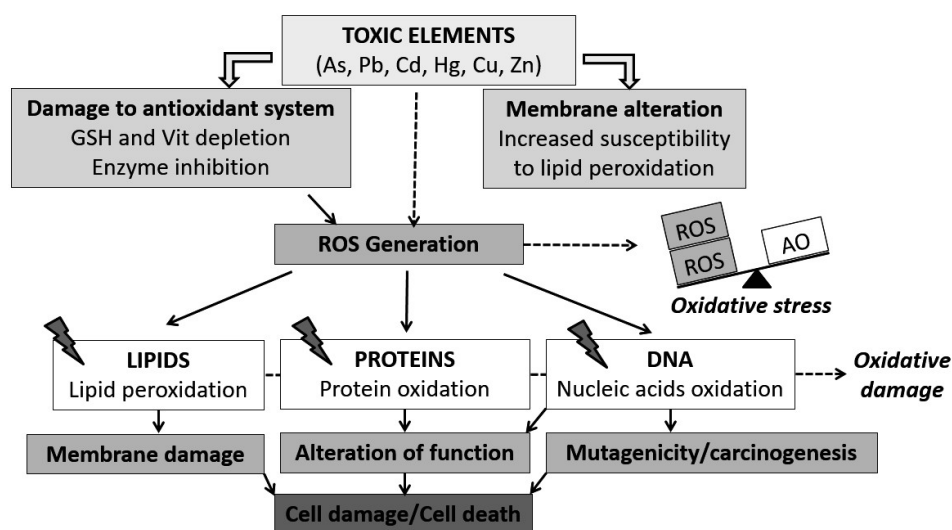 TOXIC ELEMENTS
(As, Pb, Cd, Hg, Cu, Zn)
Damage to antioxidant system
GSH and Vit depletion
Enzyme inhibition
Membrane alteration
Increased susceptibility
to lipid peroxidation
ROS Generation
ROS
ROS
AO
Oxidative stress
LIPIDS
Lipid peroxidation
PROTEINS
Protein oxidation
DNA
Nucleic acids oxidation
Oxidative
damage
Membrane damage
Alteration of function
Mutagenicity/carcinogenesis
Cell damage/Cell death